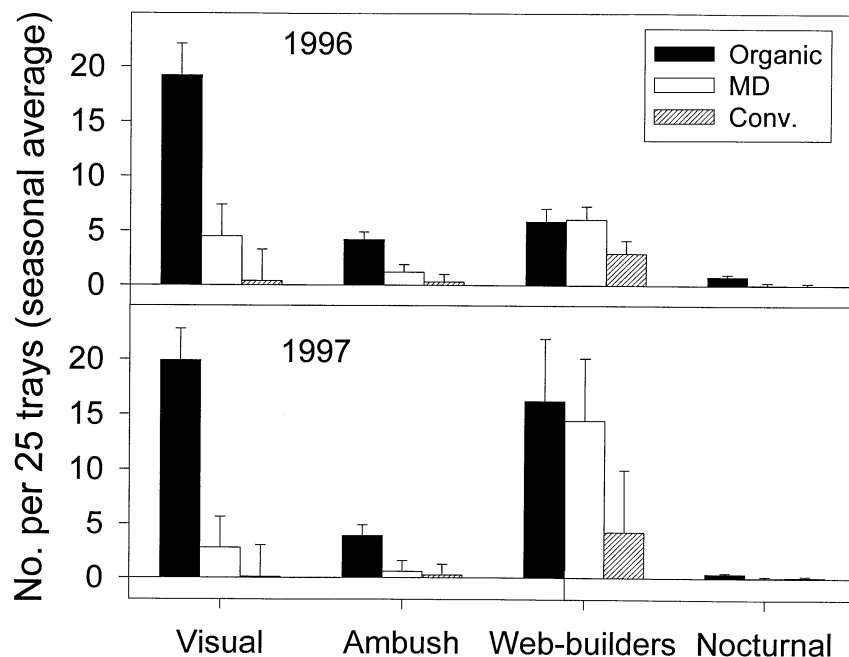 1996
Organic
MD
Conv.
No. per 25 trays (seasonal average)
20
15
10
5
0
1997
20
15
10
5
0
Visual Ambush Web-builders Nocturnal